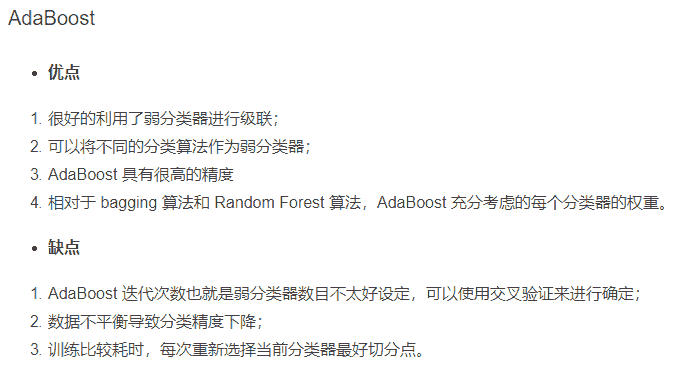 AdaBoost
• 优点
1. 很好的利用了弱分类器进行级联；
2. 可以将不同的分类算法作为弱分类器；
3. AdaBoost 具有很高的精度
4. 相对于 bagging 算法和 Random Forest 算法，AdaBoost 充分考虑的每个分类器的权重。
• 缺点
1. AdaBoost 迭代次数也就是弱分类器数目不太好设定，可以使用交叉验证来进行确定；
2. 数据不平衡导致分类精度下降；
3. 训练比较耗时，每次重新选择当前分类器最好切分点。